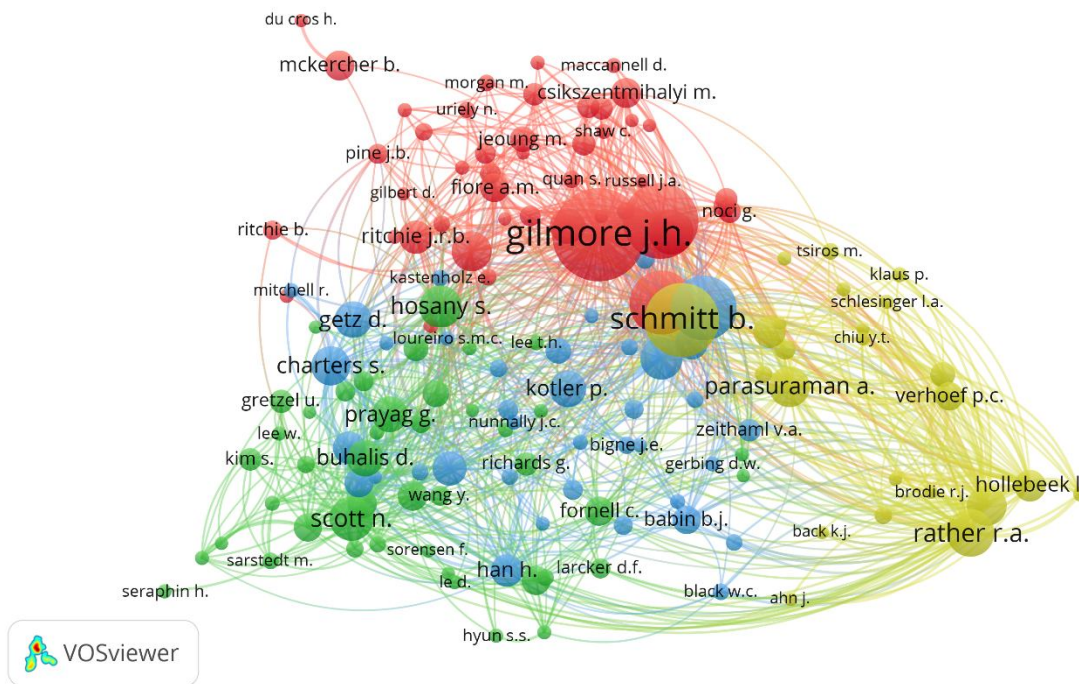 du cros h.
mckercher b.
maccannell d.
morgan m.
csikszentmihalyi m.
uriely n.
shaw c.
jeoung m.
pine j.b.
quan s.
russell j.a.
gilbert d.
fiore a.m.
noci g.
ritchie b.
ritchie j.r.b.
gilmore j.h.
tsiros m.
klaus p.
kastenholz e.
mitchell r.
hosany s.
schlesinger l.a.
getz d.
schmitt b.
loureiro s.m.c.
lee t.h.
chiu y.t.
charters s.
kotler p.
parasuraman a.
verhoef p.c.
gretzel u.
prayag g.
nunnally j.c.
zeithaml v.a.
lee w.
bigne j.e.
kim s.
buhalis d.
richards g.
gerbing d.w.
wang y.
hollebeek l
brodie r.j.
fornell c.
scott n.
babin b.j.
back k.j.
rather r.a.
sorensen f.
sarstedt m.
han h.
larcker d.f.
le d.
seraphin h.
black w.c.
ahn j.
hyun s.s.
VOSviewer